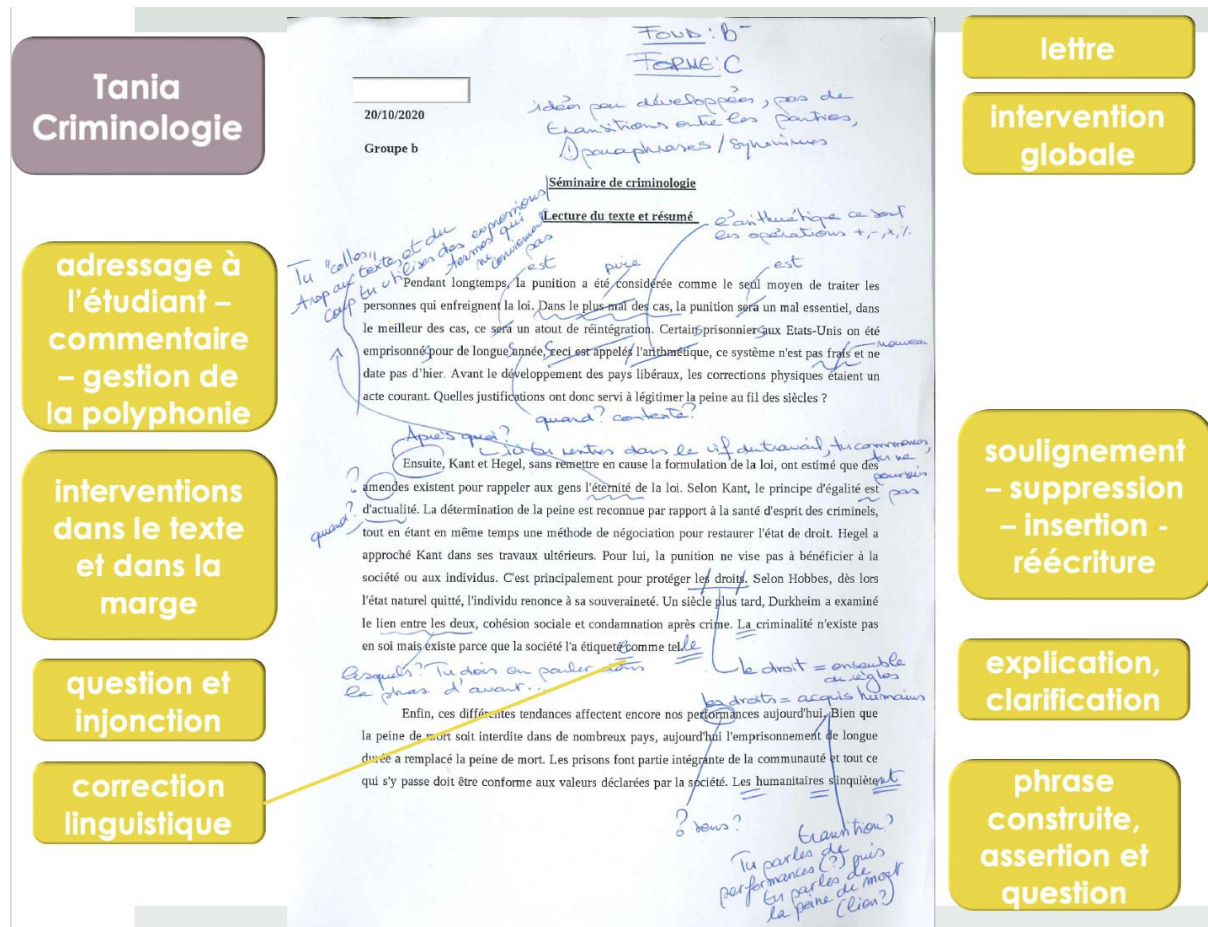 Tania
Criminologie
adressage à
l'étudiant –
commentaire
– gestion de
la polyphonie
interventions
dans le texte
et dans la
marge
question et
injonction
correction
linguistique
FOND : B-
FORME : C
idées peu développées, pas de
transitions entre les parties,
paraphrases / synonymes
20/10/2020
Groupe b
Séminaire de criminologie
Lecture du texte et résumé
l'arithmétique ce sont
les opérations +, -, x, /.
Tu "colles"
trop au texte, et du
coup tu utilises des expressions/
termes qui
ne conviennent
pas
est
pire
est
Pendant longtemps, la punition a été considérée comme le seul moyen de traiter les
personnes qui enfreignent la loi. Dans le plus mal des cas, la punition sera un mal essentiel, dans
le meilleur des cas, ce sera un atout de réintégration. Certain prisonnier aux Etats-Unis on été
emprisonné pour de longue année, ceci est appelés l'arithmétique, ce système n'est pas frais et ne
nouveau
date pas d'hier. Avant le développement des pays libéraux, les corrections physiques étaient un
acte courant. Quelles justifications ont donc servi à légitimer la peine au fil des siècles ?
quand? contexte?
Après quoi?
ici tu rentres dans le vif du travail, tu commences,
tu ne
poursuis
pas
Ensuite, Kant et Hegel, sans remettre en cause la formulation de la loi, ont estimé que des
? amendes existent pour rappeler aux gens l'éternité de la loi. Selon Kant, le principe d'égalité est
quand?
d'actualité. La détermination de la peine est reconnue par rapport à la santé d'esprit des criminels,
tout en étant en même temps une méthode de négociation pour restaurer l'état de droit. Hegel a
approché Kant dans ses travaux ultérieurs. Pour lui, la punition ne vise pas à bénéficier à la
société ou aux individus. C'est principalement pour protéger les droits. Selon Hobbes, dès lors
l'état naturel quitté, l'individu renonce à sa souveraineté. Un siècle plus tard, Durkheim a examiné
le lien entre les deux, cohésion sociale et condamnation après crime. La criminalité n'existe pas
en soi mais existe parce que la société l'a étiqueté comme tel.
e
le
lesquels? Tu dois en parler dans
la phrase d'avant...
le droit = ensemble
de règles
les droits = acquis humains
Enfin, ces différentes tendances affectent encore nos performances aujourd'hui. Bien que
la peine de mort soit interdite dans de nombreux pays, aujourd'hui l'emprisonnement de longue
durée a remplacé la peine de mort. Les prisons font partie intégrante de la communauté et tout ce
qui s'y passe doit être conforme aux valeurs déclarées par la société. Les humanitaires s'inquiètent
? sens?
transition?
Tu parles de
performances (?) puis
tu parles de
la peine de mort
(lien?)
lettre
intervention
globale
soulignement
– suppression
– insertion -
réécriture
explication,
clarification
phrase
construite,
assertion et
question